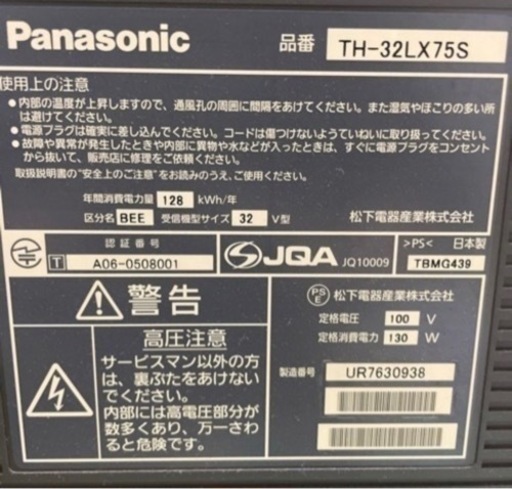 Panasonic
品番 TH-32LX75S
使用上の注意
●内部の温度が上昇しますので、通風孔の周囲に間隔をあけてください。また湿気やほこりの多い所
は避けてください。
●電源プラグは確実に差し込んでください。コードは傷つけないようていねいに取り扱ってください。
●故障や異常が発生したときや内部に異物や水などが入ったときは、すぐに電源プラグをコンセント
から抜いて、販売店に修理をご依頼ください。
取扱説明書の"安全上のご注意"をお読みのうえ、ご使用ください。
年間消費電力量 128 kWh/年
区分名 BEE 受信機型サイズ 32 V型
松下電器産業株式会社
認証番号
T A06-0508001
JQA JQ10009
>PS< 日本製
TBMG439
警告
高圧注意
サービスマン以外の方
は、裏ぶたをあけない
でください。
内部には高電圧部分が
数多くあり、万一さわ
ると危険です。
PSE 松下電器産業株式会社
定格電圧 100 V
定格消費電力 130 W
製造番号 UR7630938